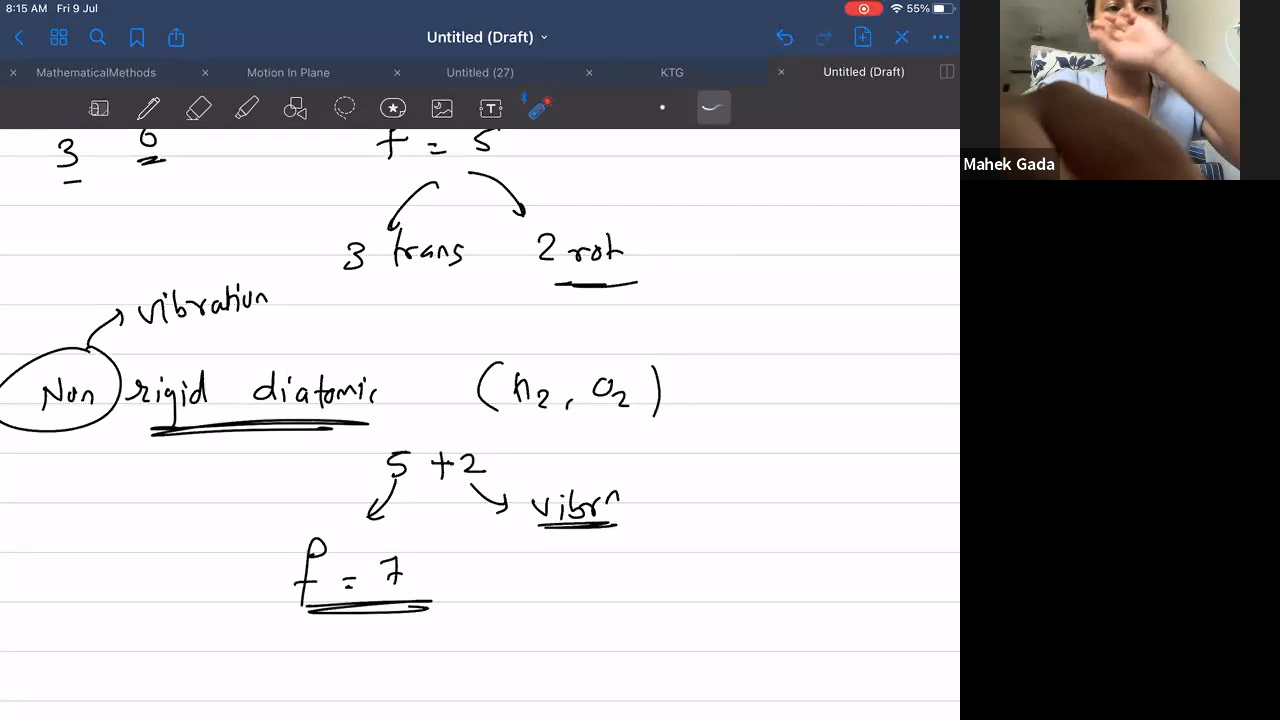 8:15 AM Fri 9 Jul 55%
Untitled (Draft)
MathematicalMethods Motion In Plane Untitled (27) KTG Untitled (Draft)
T
Mahek Gada
3 6 f = 5
3 trans 2 rot
vibration
Non rigid diatomic (H2, O2)
5 + 2
vibrn
f = 7